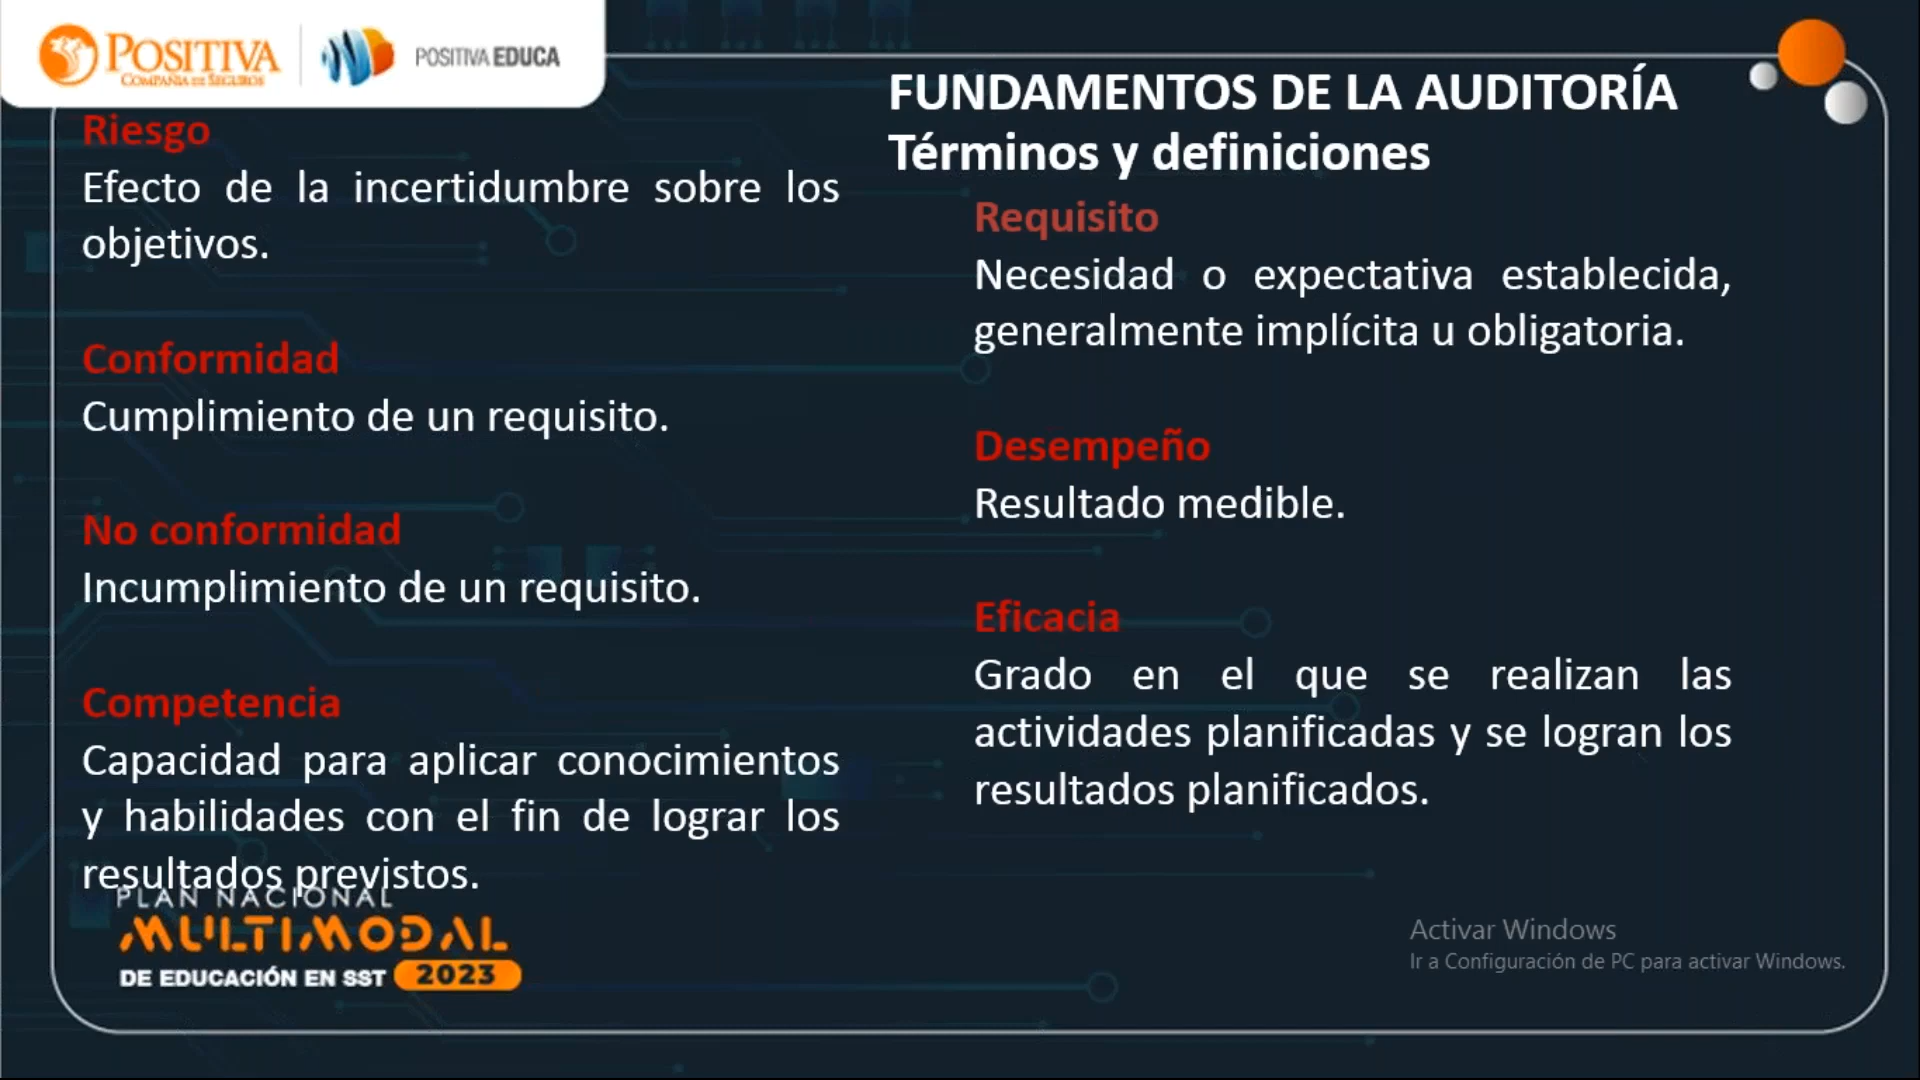 POSITIVA
COMPAÑÍA DE SEGUROS
POSITIVA EDUCA
FUNDAMENTOS DE LA AUDITORÍA
Términos y definiciones
Riesgo
Efecto de la incertidumbre sobre los
objetivos.
Conformidad
Cumplimiento de un requisito.
No conformidad
Incumplimiento de un requisito.
Competencia
Capacidad para aplicar conocimientos
y habilidades con el fin de lograr los
resultados previstos.
Requisito
Necesidad o expectativa establecida,
generalmente implícita u obligatoria.
Desempeño
Resultado medible.
Eficacia
Grado en el que se realizan las
actividades planificadas y se logran los
resultados planificados.
PLAN NACIONAL
MULTIMODAL
DE EDUCACIÓN EN SST 2023
Activar Windows
Ir a Configuración de PC para activar Windows.